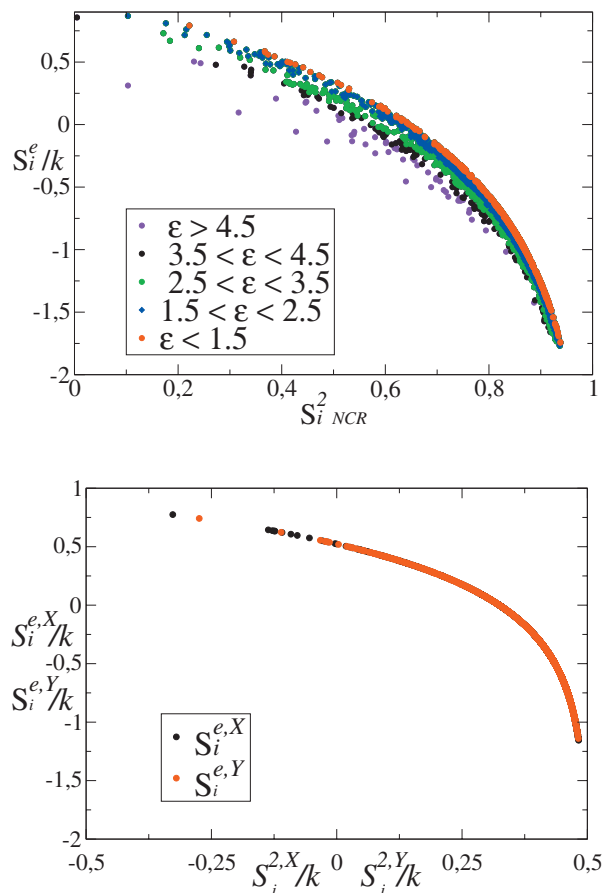 1
0.5
0
S_i^e/k
-0.5
-1
-1.5
-2
ε > 4.5
3.5 < ε < 4.5
2.5 < ε < 3.5
1.5 < ε < 2.5
ε < 1.5
0 0,2 0,4 0,6 0,8 1
S_i^2 NCR
1
0.5
0
S_i^{e,X}/k
-0.5
S_i^{e,Y}/k
-1
-1.5
-2
S_i^{e,X}
S_i^{e,Y}
-0,5 -0,25 0 0,25 0,5
S_i^{2,X}/k S_i^{2,Y}/k